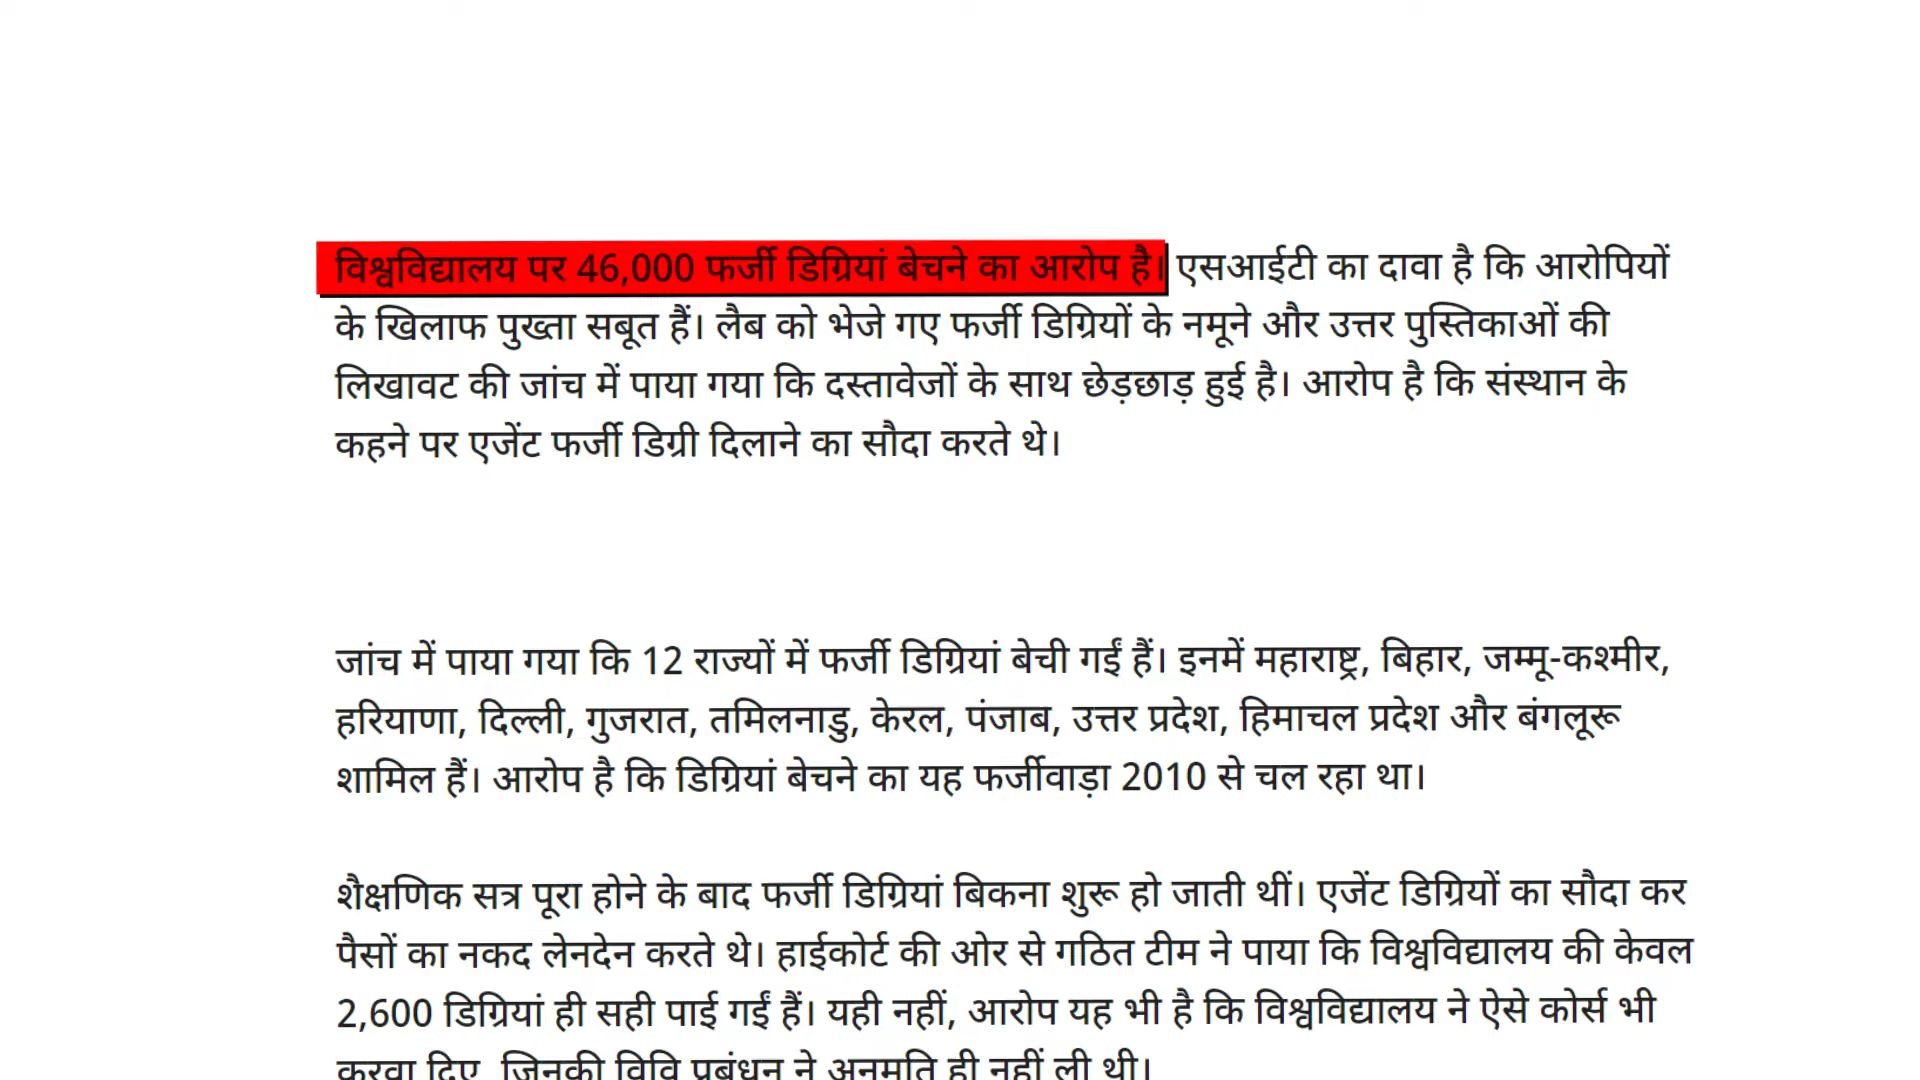 विश्वविद्यालय पर 46,000 फर्जी डिग्रियां बेचने का आरोप है। एसआईटी का दावा है कि आरोपियों
के खिलाफ पुख्ता सबूत हैं। लैब को भेजे गए फर्जी डिग्रियों के नमूने और उत्तर पुस्तिकाओं की
लिखावट की जांच में पाया गया कि दस्तावेजों के साथ छेड़छाड़ हुई है। आरोप है कि संस्थान के
कहने पर एजेंट फर्जी डिग्री दिलाने का सौदा करते थे।
जांच में पाया गया कि 12 राज्यों में फर्जी डिग्रियां बेची गईं हैं। इनमें महाराष्ट्र, बिहार, जम्मू-कश्मीर,
हरियाणा, दिल्ली, गुजरात, तमिलनाडु, केरल, पंजाब, उत्तर प्रदेश, हिमाचल प्रदेश और बंगलूरू
शामिल हैं। आरोप है कि डिग्रियां बेचने का यह फर्जीवाड़ा 2010 से चल रहा था।
शैक्षणिक सत्र पूरा होने के बाद फर्जी डिग्रियां बिकना शुरू हो जाती थीं। एजेंट डिग्रियों का सौदा कर
पैसों का नकद लेनदेन करते थे। हाईकोर्ट की ओर से गठित टीम ने पाया कि विश्वविद्यालय की केवल
2,600 डिग्रियां ही सही पाई गईं हैं। यही नहीं, आरोप यह भी है कि विश्वविद्यालय ने ऐसे कोर्स भी
करवा दिए, जिनकी विवि प्रबंधन ने अनुमति ही नहीं ली थी।